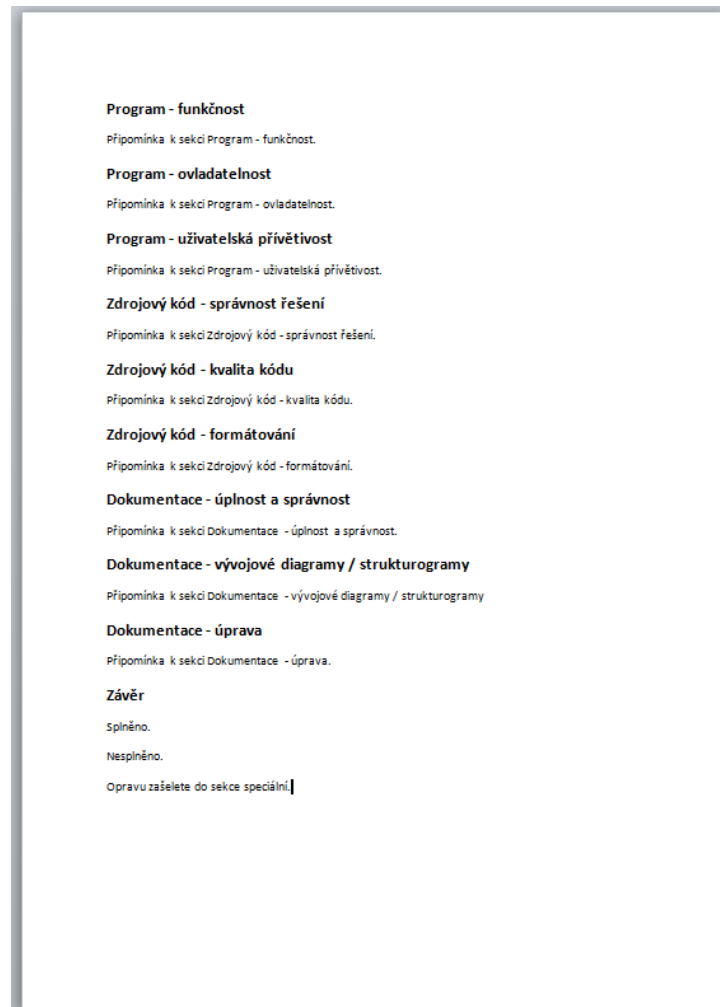 Program - funkčnost
Připomínka k sekci Program - funkčnost.
Program - ovladatelnost
Připomínka k sekci Program - ovladatelnost.
Program - uživatelská přívětivost
Připomínka k sekci Program - uživatelská přívětivost.
Zdrojový kód - správnost řešení
Připomínka k sekci Zdrojový kód - správnost řešení.
Zdrojový kód - kvalita kódu
Připomínka k sekci Zdrojový kód - kvalita kódu.
Zdrojový kód - formátování
Připomínka k sekci Zdrojový kód - formátování.
Dokumentace - úplnost a správnost
Připomínka k sekci Dokumentace - úplnost a správnost.
Dokumentace - vývojové diagramy / strukturogramy
Připomínka k sekci Dokumentace - vývojové diagramy / strukturogramy
Dokumentace - úprava
Připomínka k sekci Dokumentace - úprava.
Závěr
Splněno.
Nesplněno.
Opravu zašelete do sekce speciální.